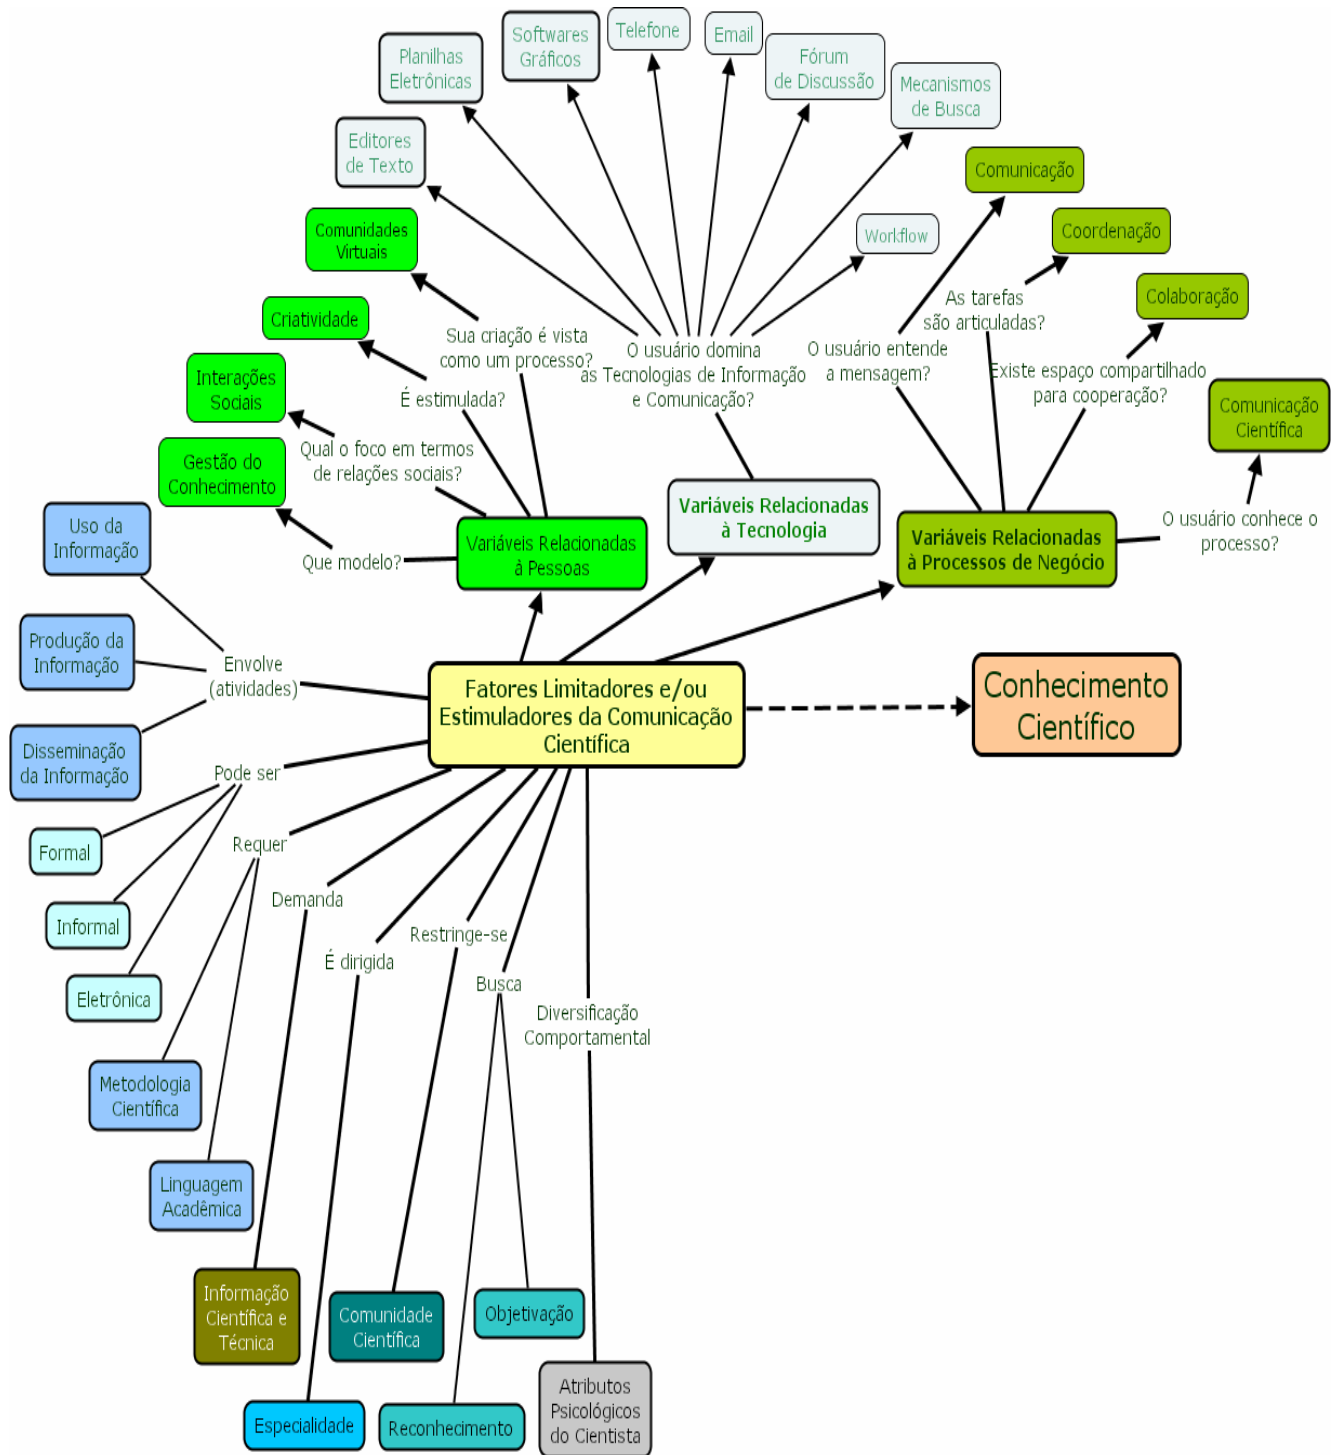 Softwares
Gráficos
Telefone
Email
Planilhas
Eletrônicas
Fórum
de Discussão
Mecanismos
de Busca
Editores
de Texto
Comunicação
Comunidades
Virtuais
Workflow
Coordenação
Criatividade
Sua criação é vista
como um processo?
O usuário domina
as Tecnologias de Informação
e Comunicação?
O usuário entende
a mensagem?
As tarefas
são articuladas?
Colaboração
Interações
Sociais
É estimulada?
Existe espaço compartilhado
para cooperação?
Comunicação
Científica
Gestão do
Conhecimento
Qual o foco em termos
de relações sociais?
Uso da
Informação
Que modelo?
Variáveis Relacionadas
à Pessoas
Variáveis Relacionadas
à Tecnologia
Variáveis Relacionadas
à Processos de Negócio
O usuário conhece o
processo?
Produção da
Informação
Envolve
(atividades)
Fatores Limitadores e/ou
Estimuladores da Comunicação
Científica
Conhecimento
Científico
Disseminação
da Informação
Pode ser
Formal
Requer
Informal
Demanda
Eletrônica
É dirigida
Restringe-se
Busca
Diversificação
Comportamental
Metodologia
Científica
Linguagem
Acadêmica
Informação
Científica e
Técnica
Comunidade
Científica
Objetivação
Especialidade
Reconhecimento
Atributos
Psicológicos
do Cientista